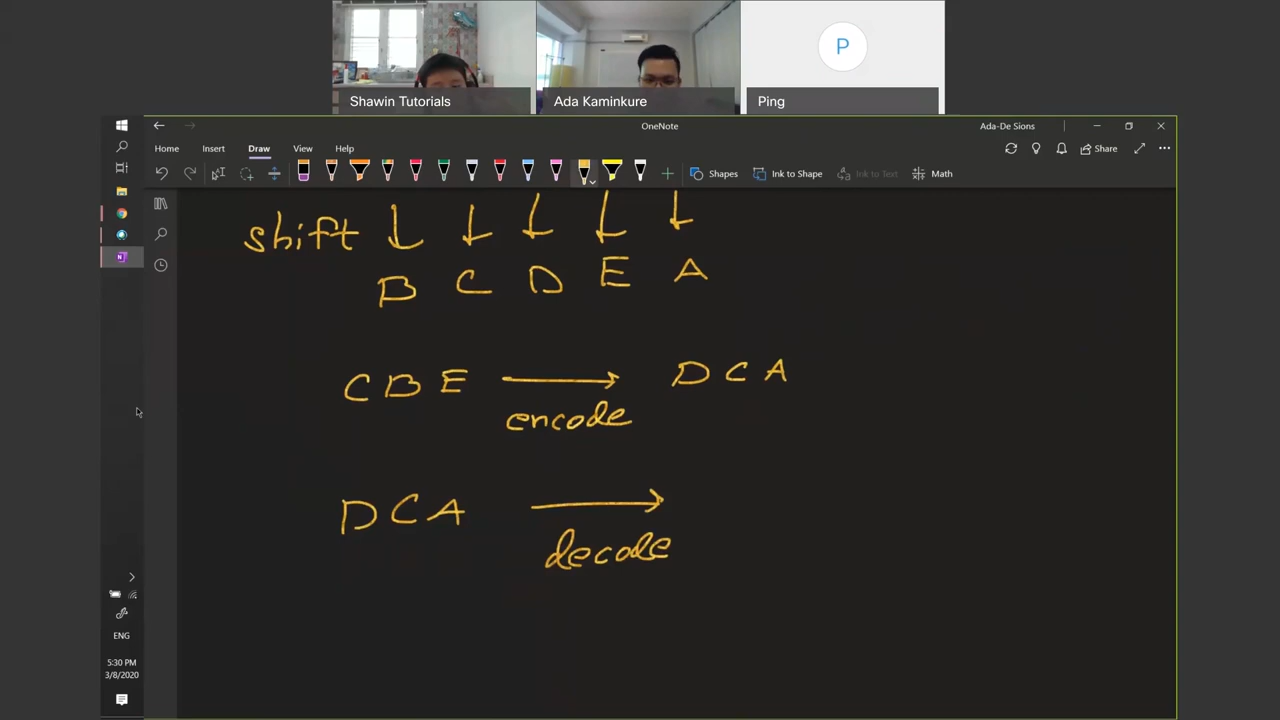 P
Shawin Tutorials
Ada Kaminkure
Ping
OneNote
Ada-De Sions
Home Insert Draw View Help
Share
Shapes
Ink to Shape
Ink to Text
Math
shift
B C D E A
CBE encode DCA
DCA decode
ENG
5:30 PM
3/8/2020